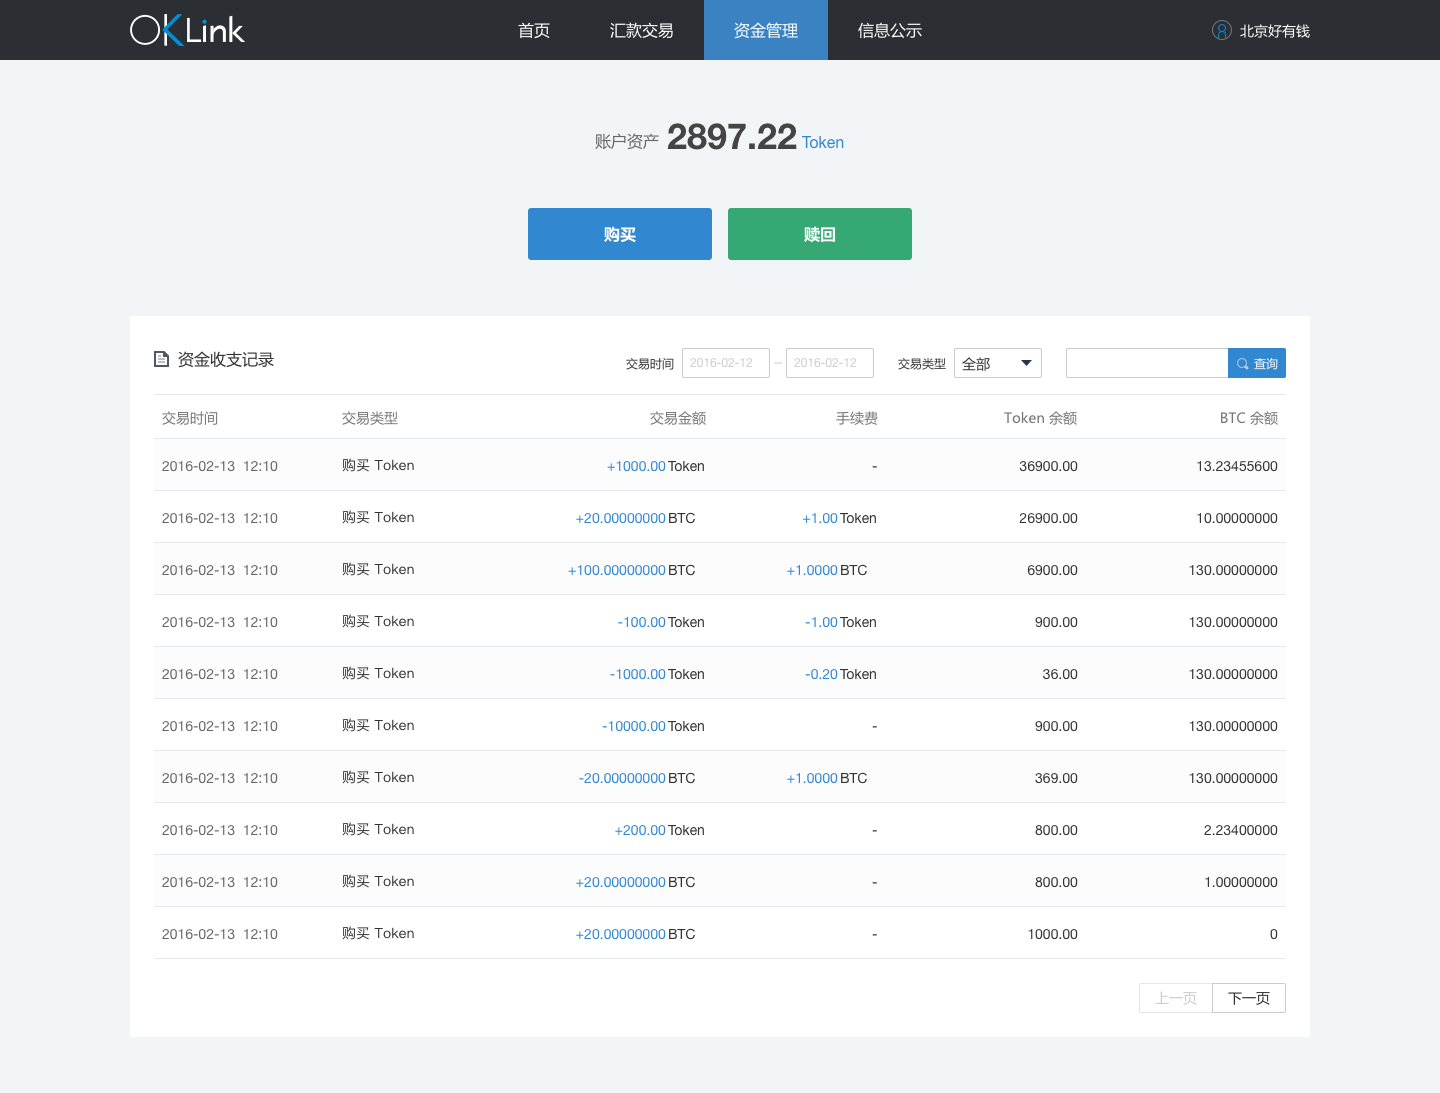 OKLink 首页 汇款交易 资金管理 信息公示 北京好有钱
账户资产 2897.22 Token
购买 赎回
资金收支记录 交易时间 2016-02-12 – 2016-02-12 交易类型 全部 查询
交易时间 交易类型 交易金额 手续费 Token 余额 BTC 余额
2016-02-13 12:10 购买 Token +1000.00 Token - 36900.00 13.23455600
2016-02-13 12:10 购买 Token +20.00000000 BTC +1.00 Token 26900.00 10.00000000
2016-02-13 12:10 购买 Token +100.00000000 BTC +1.0000 BTC 6900.00 130.00000000
2016-02-13 12:10 购买 Token -100.00 Token -1.00 Token 900.00 130.00000000
2016-02-13 12:10 购买 Token -1000.00 Token -0.20 Token 36.00 130.00000000
2016-02-13 12:10 购买 Token -10000.00 Token - 900.00 130.00000000
2016-02-13 12:10 购买 Token -20.00000000 BTC +1.0000 BTC 369.00 130.00000000
2016-02-13 12:10 购买 Token +200.00 Token - 800.00 2.23400000
2016-02-13 12:10 购买 Token +20.00000000 BTC - 800.00 1.00000000
2016-02-13 12:10 购买 Token +20.00000000 BTC - 1000.00 0
上一页 下一页